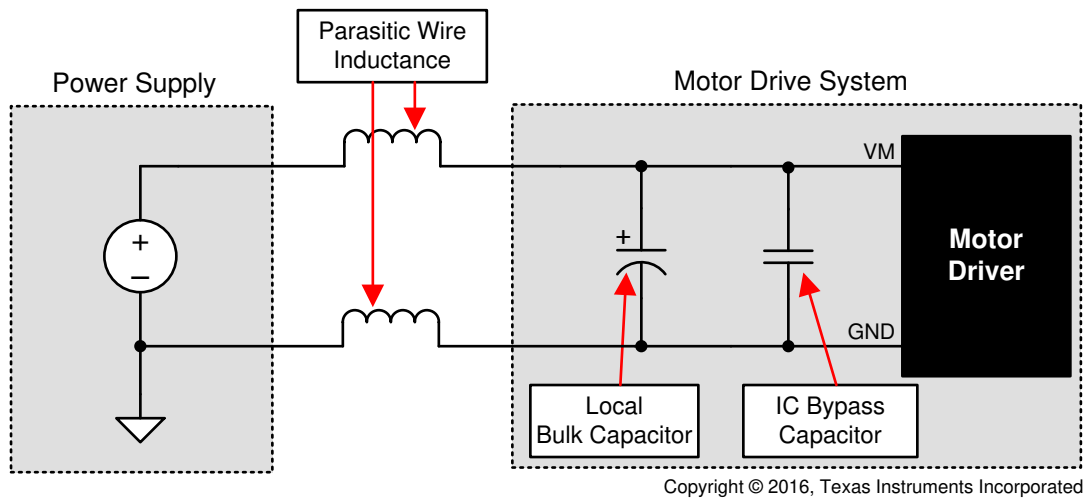 Parasitic Wire
Inductance
Power Supply
Motor Drive System
VM
+
–
+
Motor
Driver
GND
Local
Bulk Capacitor
IC Bypass
Capacitor
Copyright © 2016, Texas Instruments Incorporated